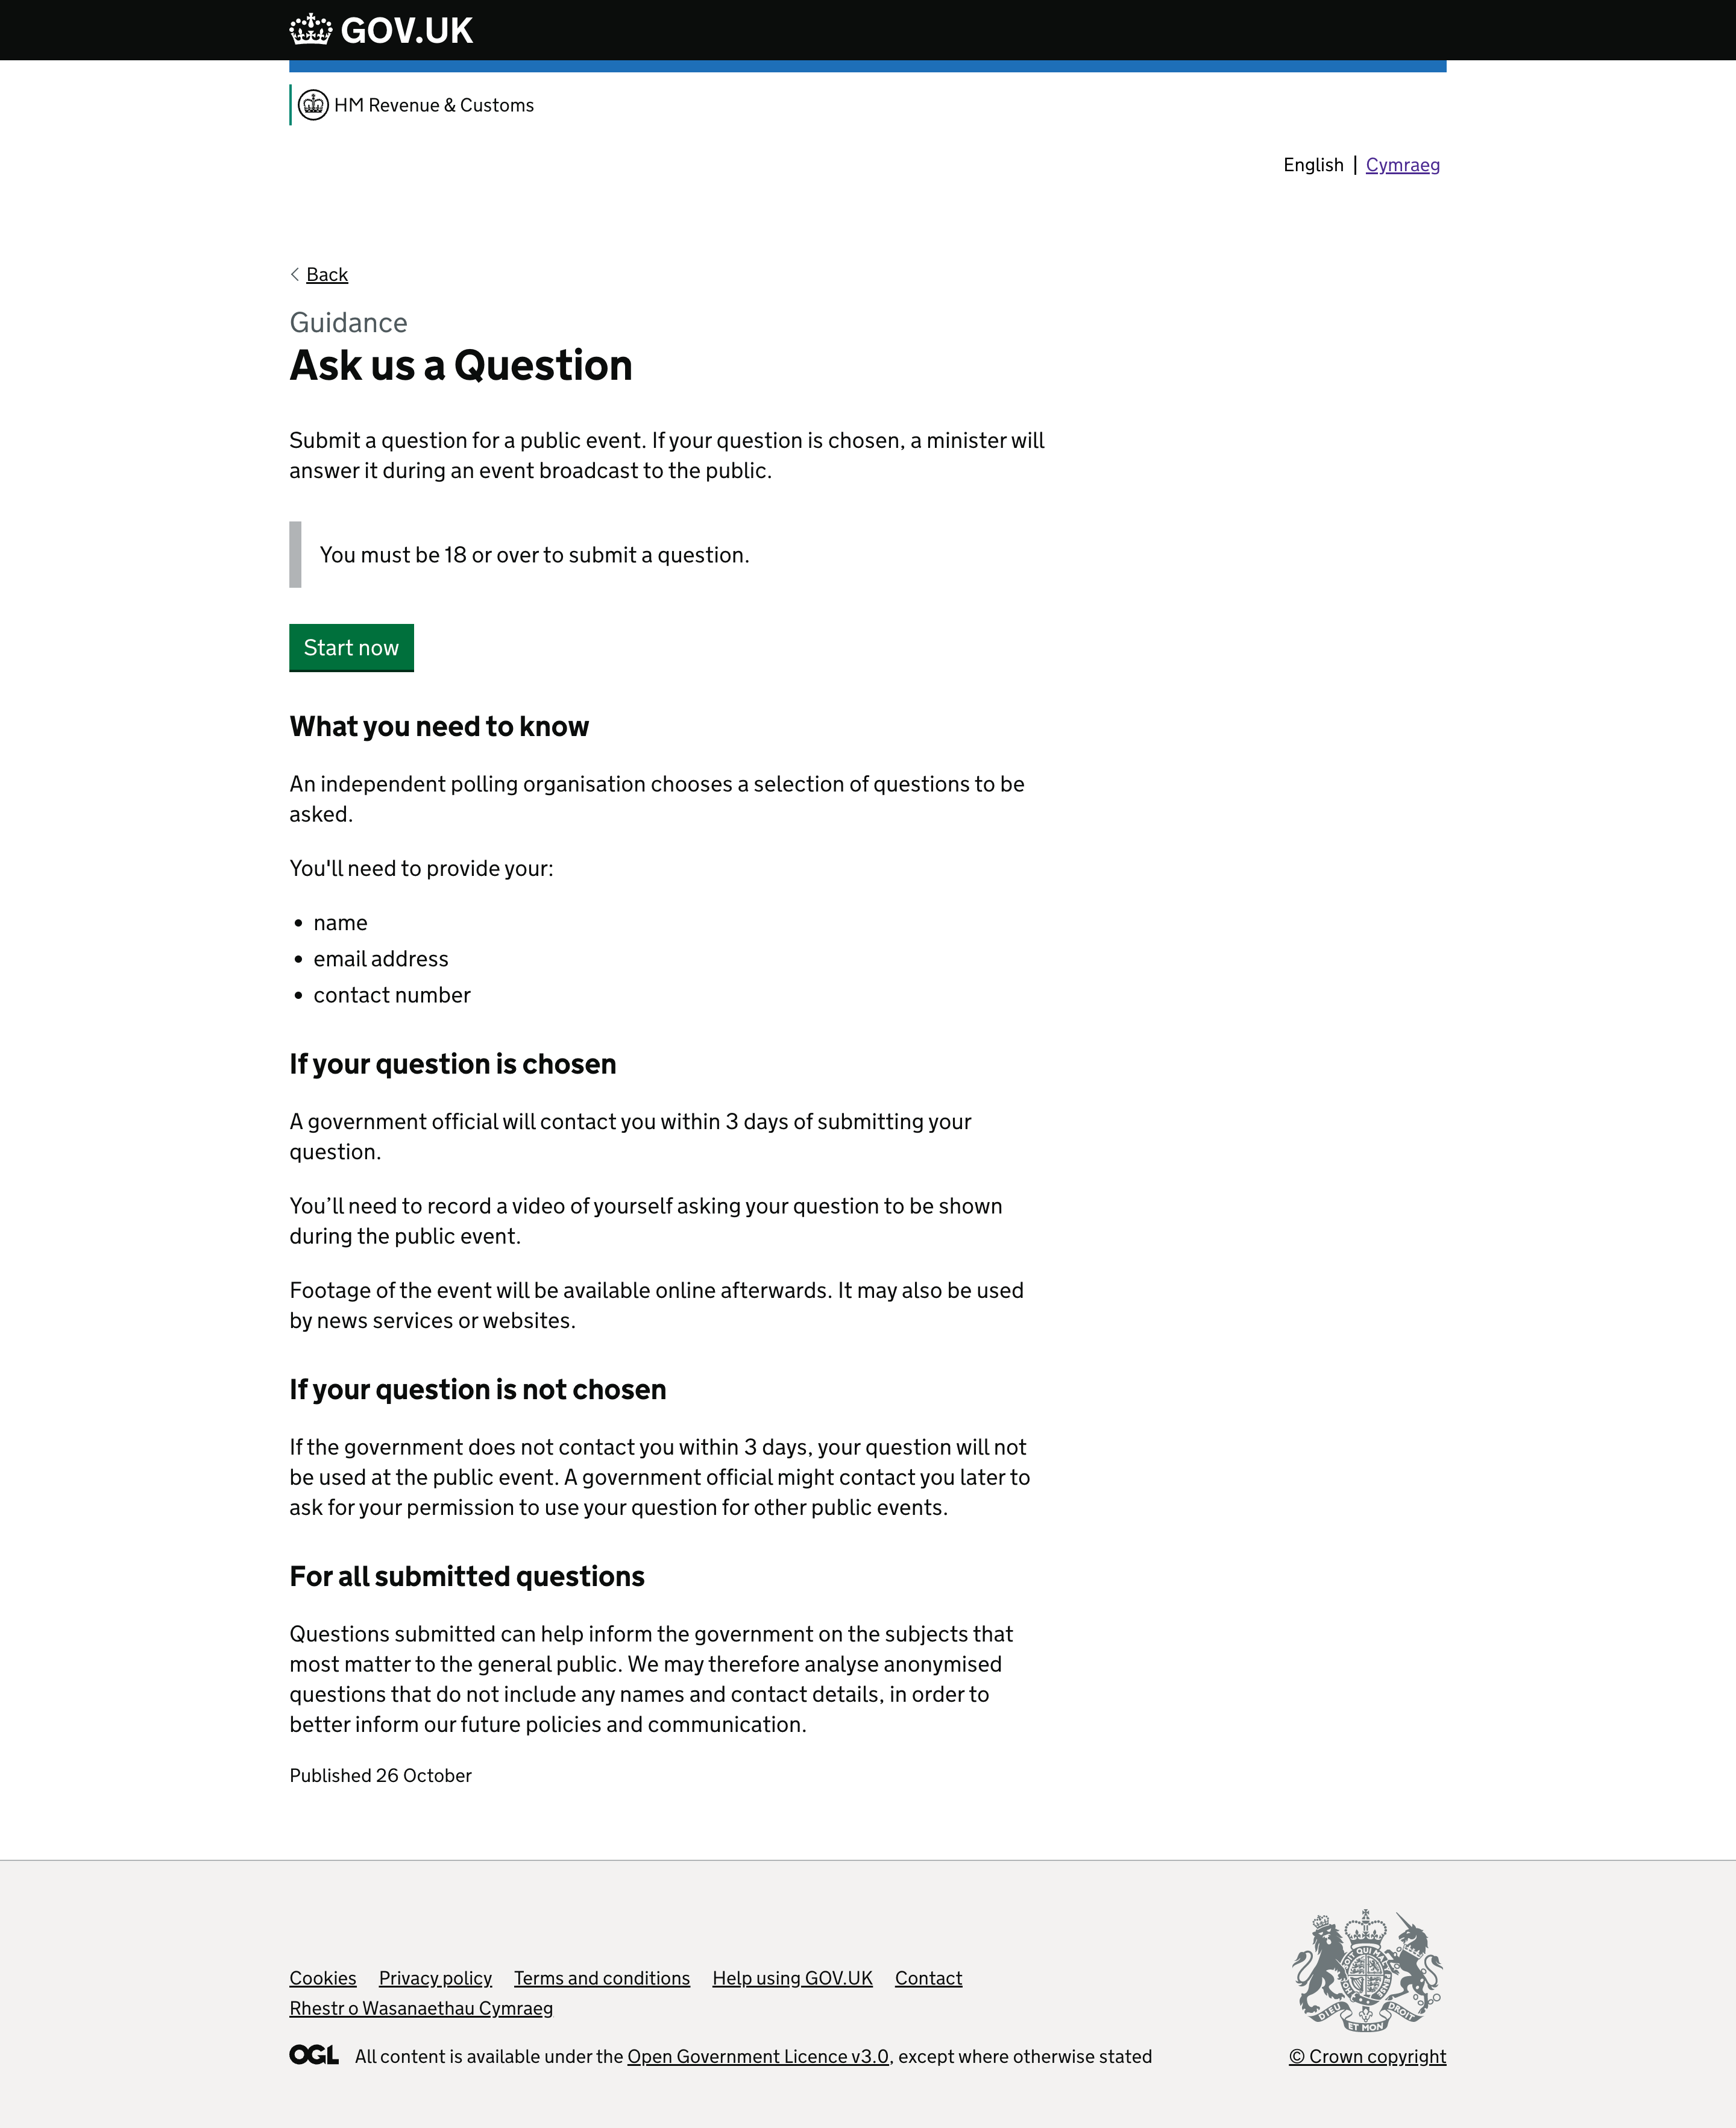 GOV.UK
HM Revenue & Customs
English | Cymraeg
Back
Guidance
Ask us a Question
Submit a question for a public event. If your question is chosen, a minister will
answer it during an event broadcast to the public.
You must be 18 or over to submit a question.
Start now
What you need to know
An independent polling organisation chooses a selection of questions to be
asked.
You'll need to provide your:
• name
• email address
• contact number
If your question is chosen
A government official will contact you within 3 days of submitting your
question.
You’ll need to record a video of yourself asking your question to be shown
during the public event.
Footage of the event will be available online afterwards. It may also be used
by news services or websites.
If your question is not chosen
If the government does not contact you within 3 days, your question will not
be used at the public event. A government official might contact you later to
ask for your permission to use your question for other public events.
For all submitted questions
Questions submitted can help inform the government on the subjects that
most matter to the general public. We may therefore analyse anonymised
questions that do not include any names and contact details, in order to
better inform our future policies and communication.
Published 26 October
Cookies Privacy policy Terms and conditions Help using GOV.UK Contact
Rhestr o Wasanaethau Cymraeg
OGL All content is available under the Open Government Licence v3.0, except where otherwise stated
DIEU ET MON DROIT
© Crown copyright